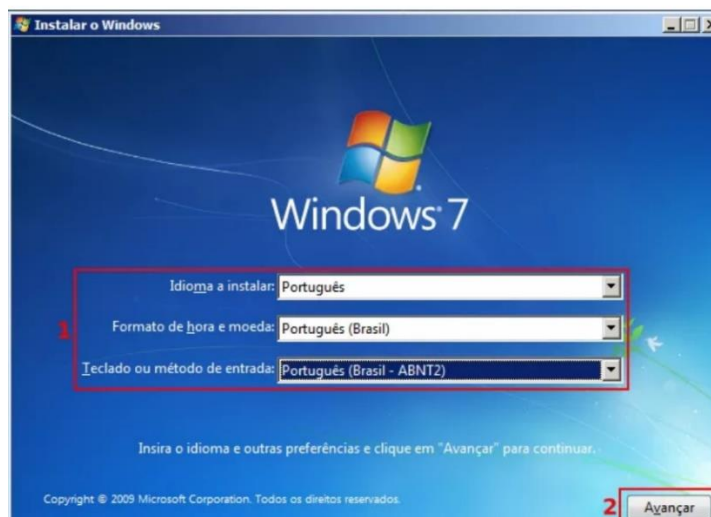 Instalar o Windows
Windows 7
Idioma a instalar: Português
1
Formato de hora e moeda: Português (Brasil)
Teclado ou método de entrada: Português (Brasil - ABNT2)
Insira o idioma e outras preferências e clique em "Avançar" para continuar.
Copyright © 2009 Microsoft Corporation. Todos os direitos reservados.
2 Avançar